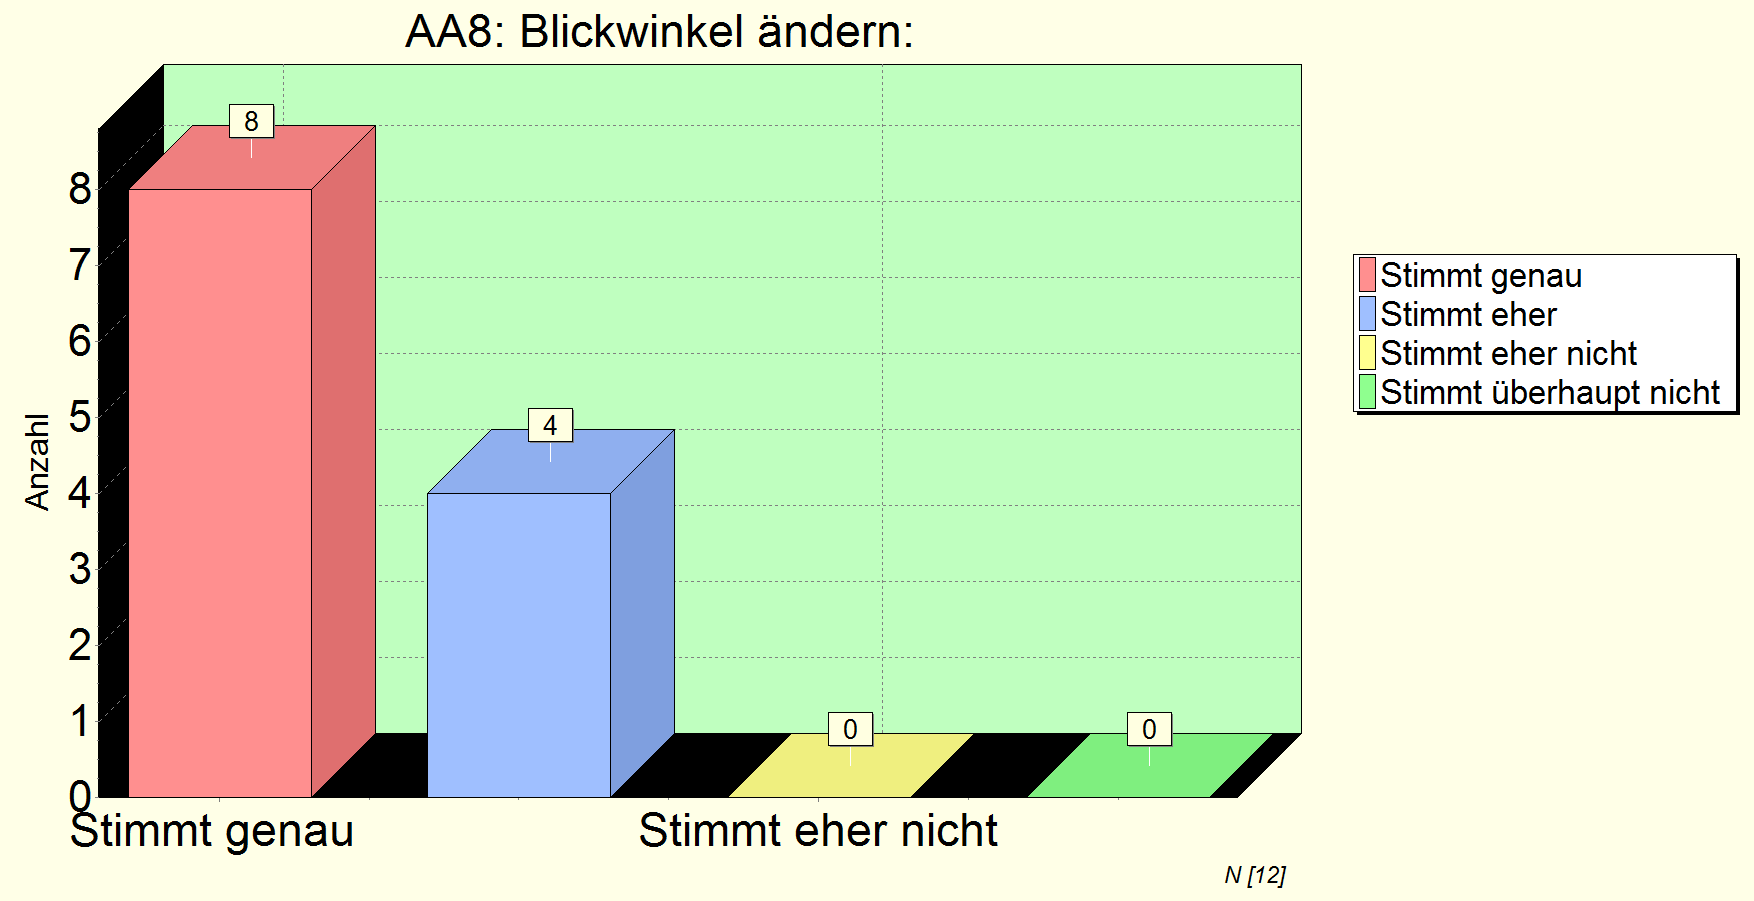 AA8: Blickwinkel ändern:
8
4
0
0
8
7
6
5
4
3
2
1
0
Anzahl
Stimmt genau
Stimmt eher nicht
Stimmt genau
Stimmt eher
Stimmt eher nicht
Stimmt überhaupt nicht
N [12]